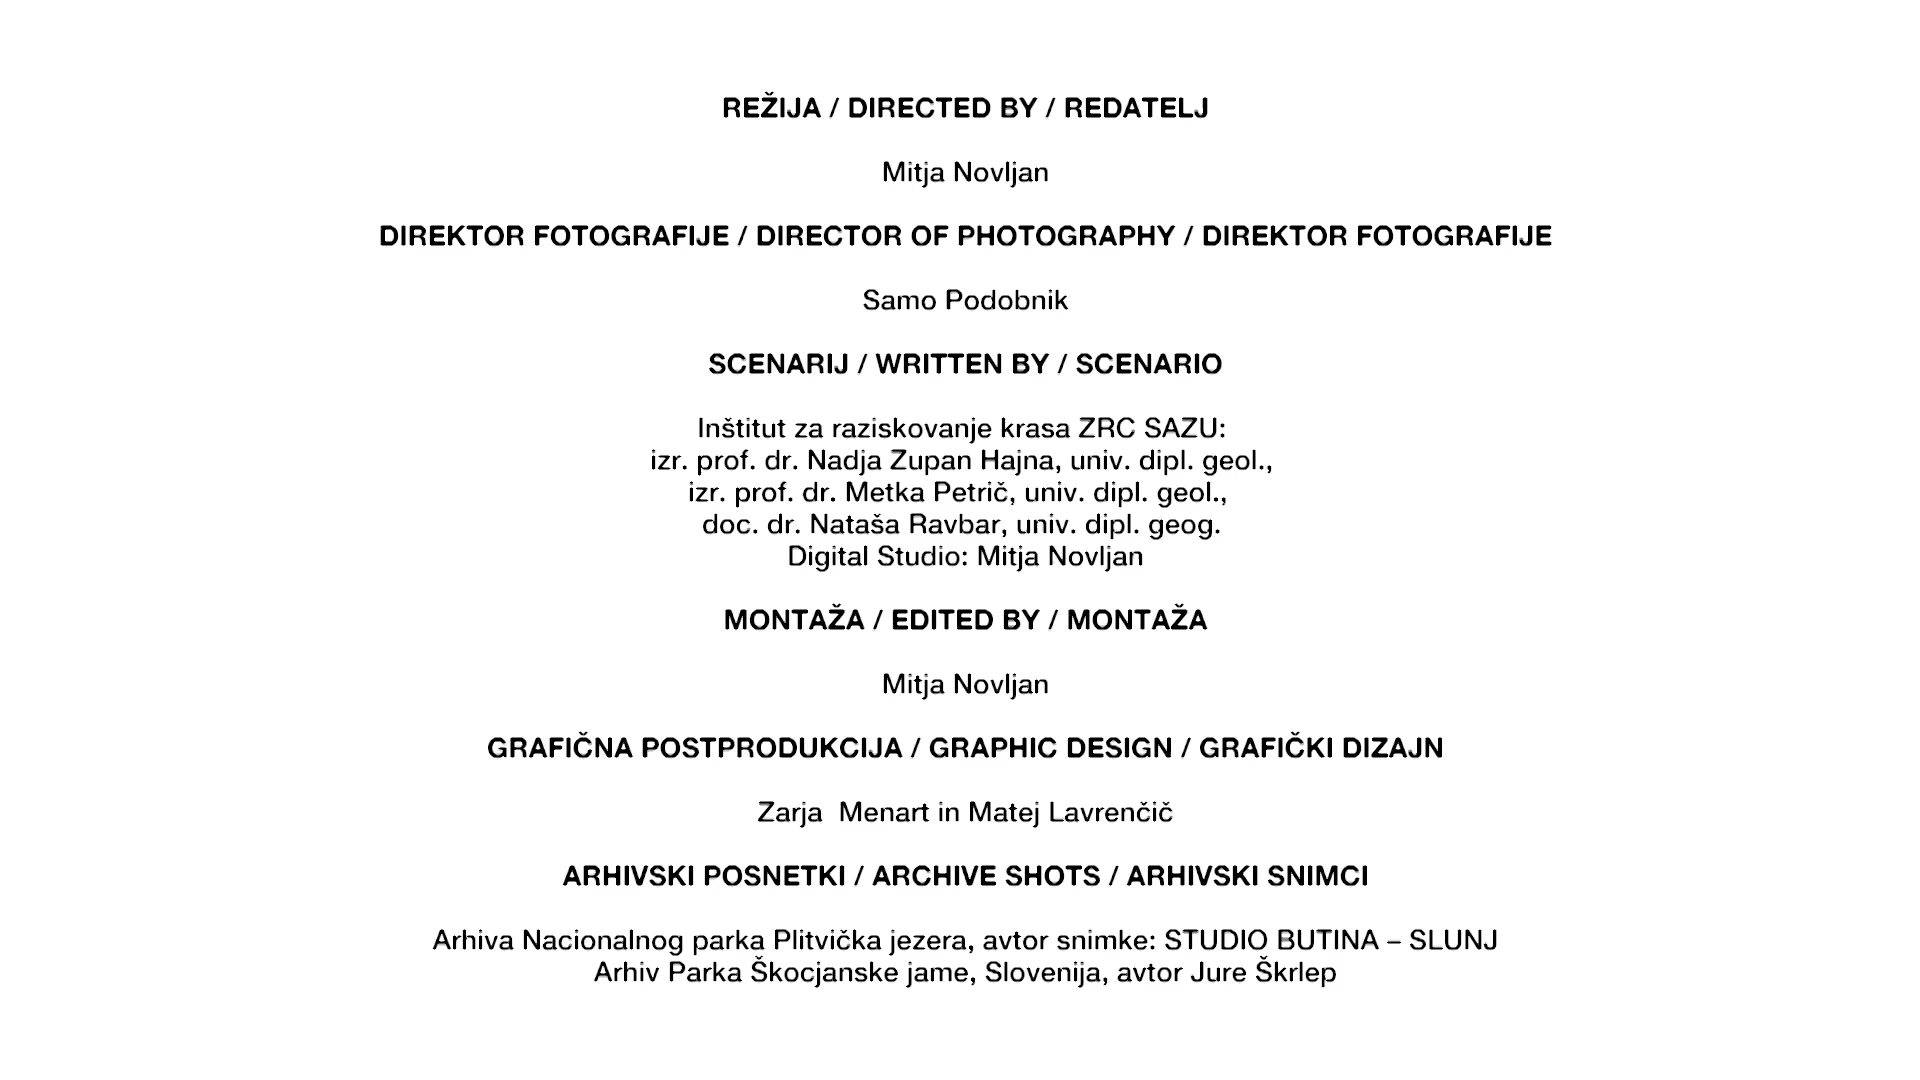 REŽIJA / DIRECTED BY / REDATELJ
Mitja Novljan
DIREKTOR FOTOGRAFIJE / DIRECTOR OF PHOTOGRAPHY / DIREKTOR FOTOGRAFIJE
Samo Podobnik
SCENARIJ / WRITTEN BY / SCENARIO
Inštitut za raziskovanje krasa ZRC SAZU:
izr. prof. dr. Nadja Zupan Hajna, univ. dipl. geol.,
izr. prof. dr. Metka Petrič, univ. dipl. geol.,
doc. dr. Nataša Ravbar, univ. dipl. geog.
Digital Studio: Mitja Novljan
MONTAŽA / EDITED BY / MONTAŽA
Mitja Novljan
GRAFIČNA POSTPRODUKCIJA / GRAPHIC DESIGN / GRAFIČKI DIZAJN
Zarja  Menart in Matej Lavrenčič
ARHIVSKI POSNETKI / ARCHIVE SHOTS / ARHIVSKI SNIMCI
Arhiva Nacionalnog parka Plitvička jezera, avtor snimke: STUDIO BUTINA – SLUNJ
Arhiv Parka Škocjanske jame, Slovenija, avtor Jure Škrlep